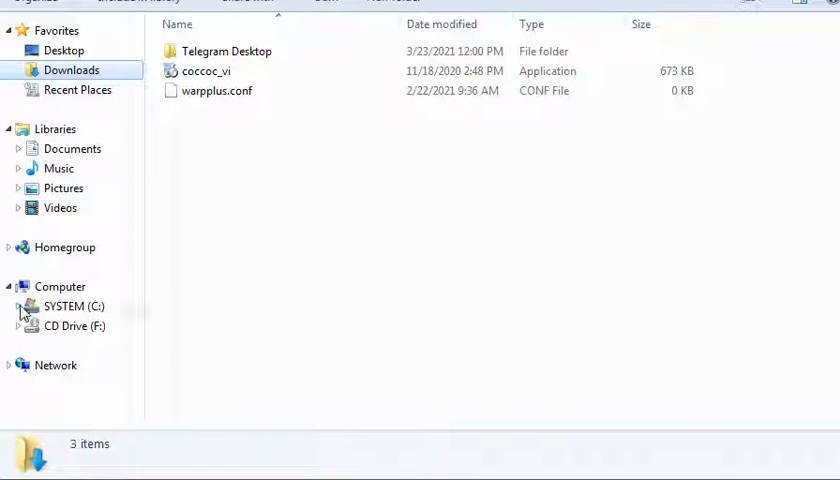 Favorites
Desktop
Downloads
Recent Places
Libraries
Documents
Music
Pictures
Videos
Homegroup
Computer
SYSTEM (C:)
CD Drive (F:)
Network
Name Date modified Type Size
Telegram Desktop 3/23/2021 12:00 PM File folder
coccoc_vi 11/18/2020 2:48 PM Application 673 KB
warpplus.conf 2/22/2021 9:36 AM CONF File 0 KB
3 items